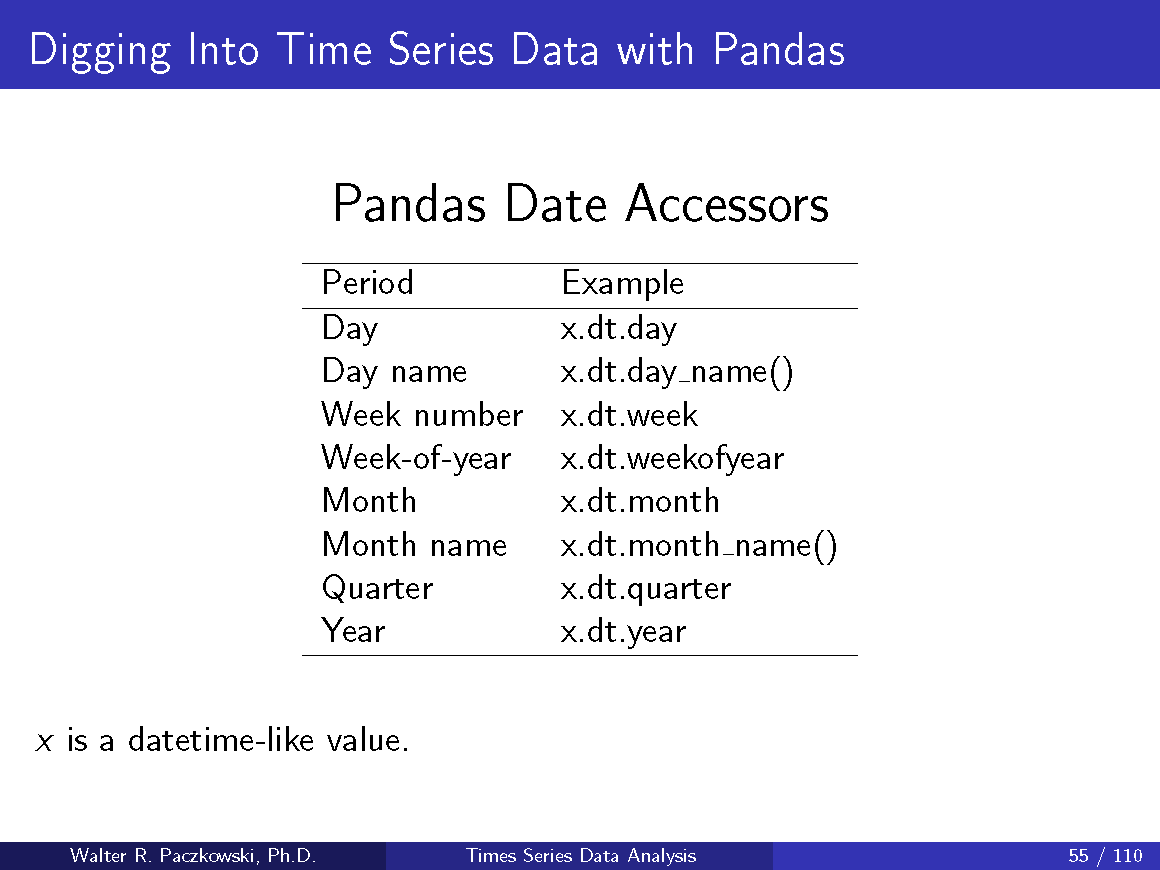 Digging Into Time Series Data with Pandas
Pandas Date Accessors
Period Example
Day x.dt.day
Day name x.dt.day_name()
Week number x.dt.week
Week-of-year x.dt.weekofyear
Month x.dt.month
Month name x.dt.month_name()
Quarter x.dt.quarter
Year x.dt.year
x is a datetime-like value.
Walter R. Paczkowski, Ph.D. Times Series Data Analysis 55 / 110